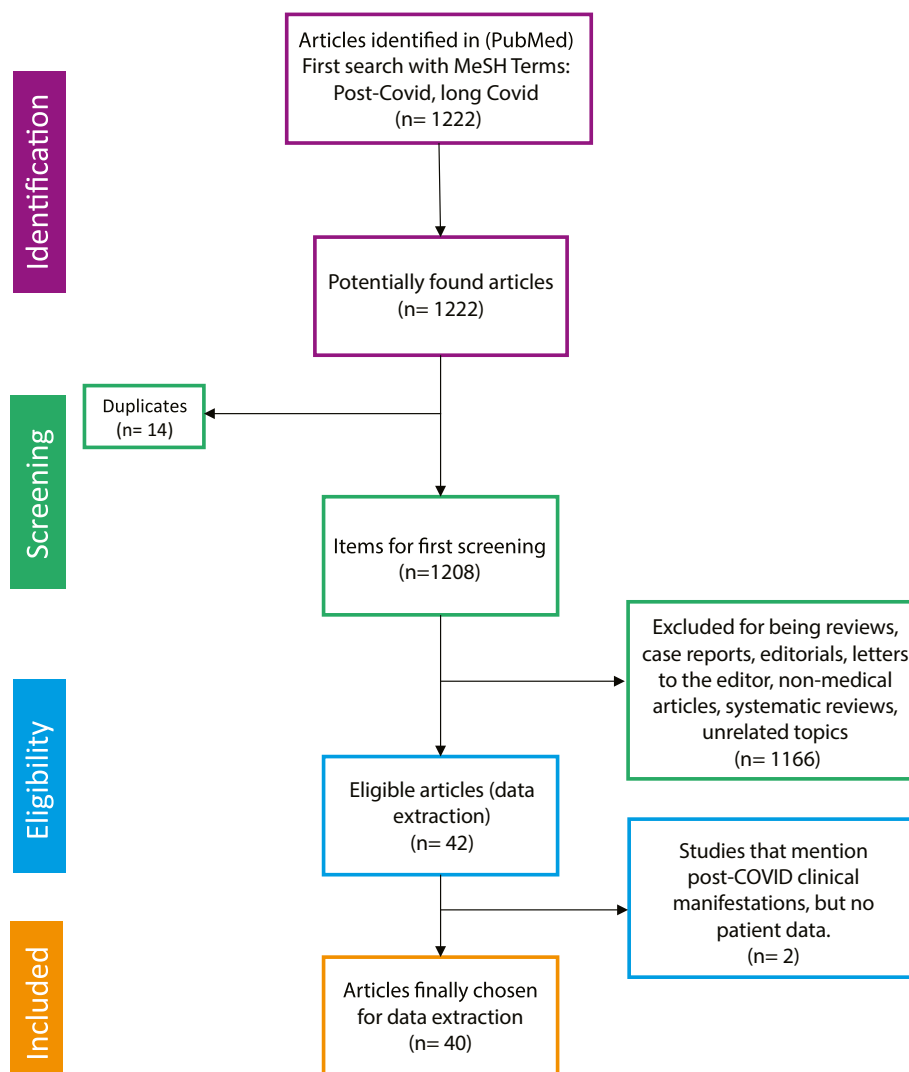 Identification
Articles identified in (PubMed)
First search with MeSH Terms:
Post-Covid, long Covid
(n= 1222)
Potentially found articles
(n= 1222)
Screening
Duplicates
(n= 14)
Items for first screening
(n=1208)
Excluded for being reviews,
case reports, editorials, letters
to the editor, non-medical
articles, systematic reviews,
unrelated topics
(n= 1166)
Eligibility
Eligible articles (data
extraction)
(n= 42)
Studies that mention
post-COVID clinical
manifestations, but no
patient data.
(n= 2)
Included
Articles finally chosen
for data extraction
(n= 40)